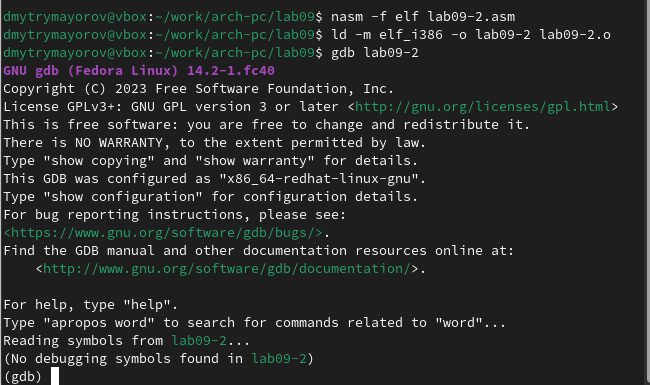 dmytrymayorov@vbox:~/work/arch-pc/lab09$ nasm -f elf lab09-2.asm
dmytrymayorov@vbox:~/work/arch-pc/lab09$ ld -m elf_i386 -o lab09-2 lab09-2.o
dmytrymayorov@vbox:~/work/arch-pc/lab09$ gdb lab09-2
GNU gdb (Fedora Linux) 14.2-1.fc40
Copyright (C) 2023 Free Software Foundation, Inc.
License GPLv3+: GNU GPL version 3 or later <http://gnu.org/licenses/gpl.html>
This is free software: you are free to change and redistribute it.
There is NO WARRANTY, to the extent permitted by law.
Type "show copying" and "show warranty" for details.
This GDB was configured as "x86_64-redhat-linux-gnu".
Type "show configuration" for configuration details.
For bug reporting instructions, please see:
<https://www.gnu.org/software/gdb/bugs/>.
Find the GDB manual and other documentation resources online at:
    <http://www.gnu.org/software/gdb/documentation/>.

For help, type "help".
Type "apropos word" to search for commands related to "word"...
Reading symbols from lab09-2...
(No debugging symbols found in lab09-2)
(gdb)